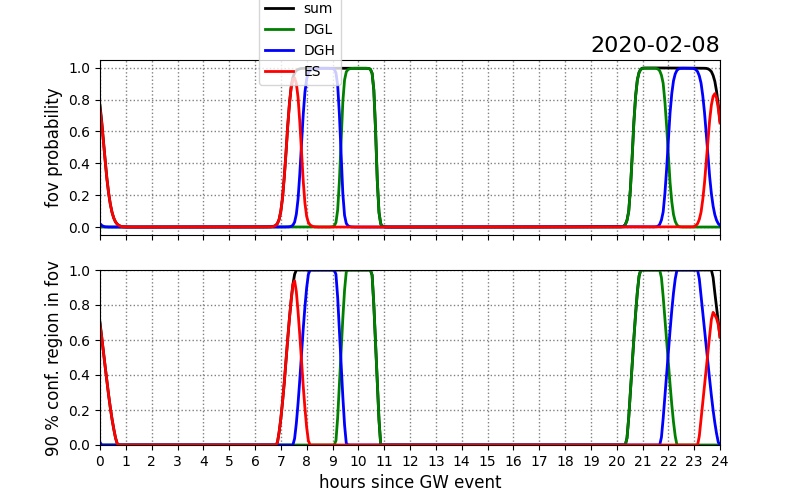 sum
DGL
DGH
ES
2020-02-08
fov probability
1.0
0.8
0.6
0.4
0.2
0.0
90 % conf. region in fov
1.0
0.8
0.6
0.4
0.2
0.0
0 1 2 3 4 5 6 7 8 9 10 11 12 13 14 15 16 17 18 19 20 21 22 23 24
hours since GW event